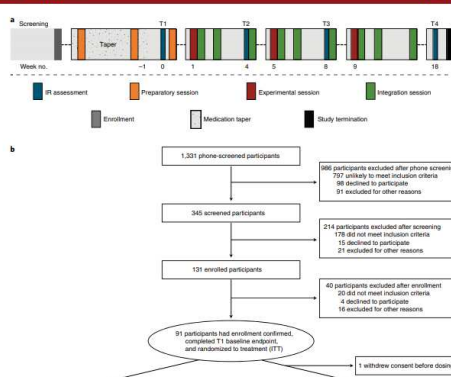 a
Screening
T1
T2
T3
T4
Taper
Week no.
–1
0
1
4
5
8
9
18
IR assessment
Preparatory session
Experimental session
Integration session
Enrollment
Medication taper
Study termination
b
1,331 phone-screened participants
986 participants excluded after phone screenin
797 unlikely to meet inclusion criteria
98 declined to participate
91 excluded for other reasons
345 screened participants
214 participants excluded after screening
178 did not meet inclusion criteria
15 declined to participate
21 excluded for other reasons
131 enrolled participants
40 participants excluded after enrollment
20 did not meet inclusion criteria
4 declined to participate
16 excluded for other reasons
91 participants had enrollment confirmed,
completed T1 baseline endpoint,
and randomized to treatment (ITT)
1 withdrew consent before dosing